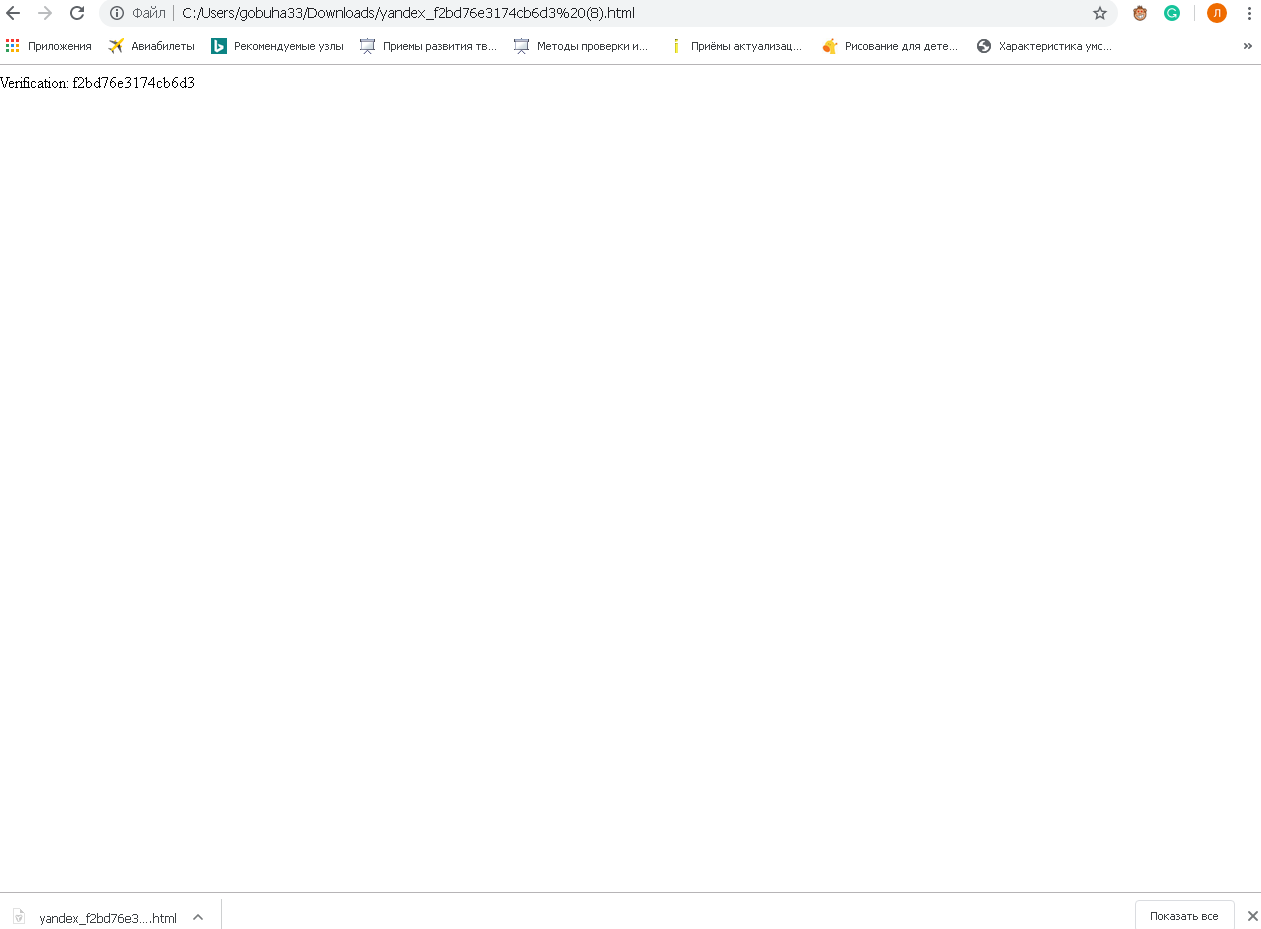 Файл C:/Users/gobuha33/Downloads/yandex_f2bd76e3174cb6d3%20(8).html Л
Приложения Авиабилеты Рекомендуемые узлы Приемы развития тв... Методы проверки и... Приёмы актуализац... Рисование для дете... Характеристика умс... »
Verification: f2bd76e3174cb6d3
yandex_f2bd76e3....html Показать все